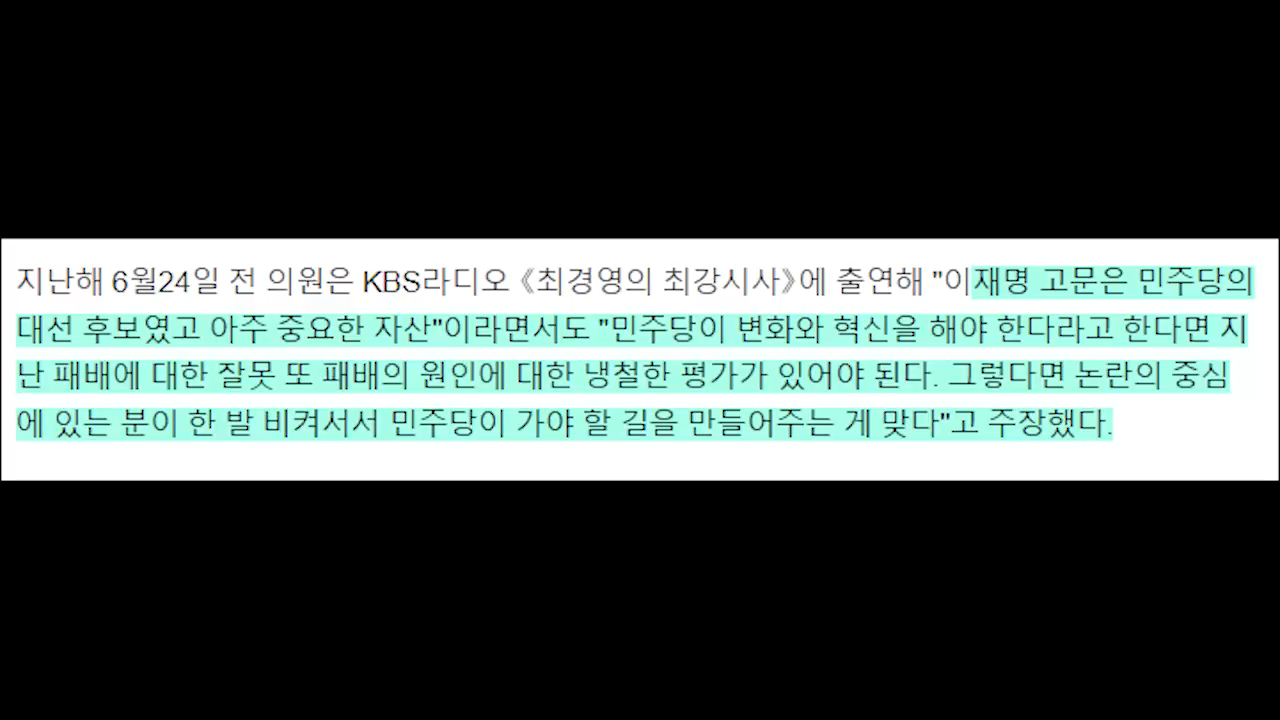 지난해 6월24일 전 의원은 KBS라디오 《최경영의 최강시사》에 출연해 "이재명 고문은 민주당의
대선 후보였고 아주 중요한 자산"이라면서도 "민주당이 변화와 혁신을 해야 한다라고 한다면 지
난 패배에 대한 잘못 또 패배의 원인에 대한 냉철한 평가가 있어야 된다. 그렇다면 논란의 중심
에 있는 분이 한 발 비켜서서 민주당이 가야 할 길을 만들어주는 게 맞다"고 주장했다.